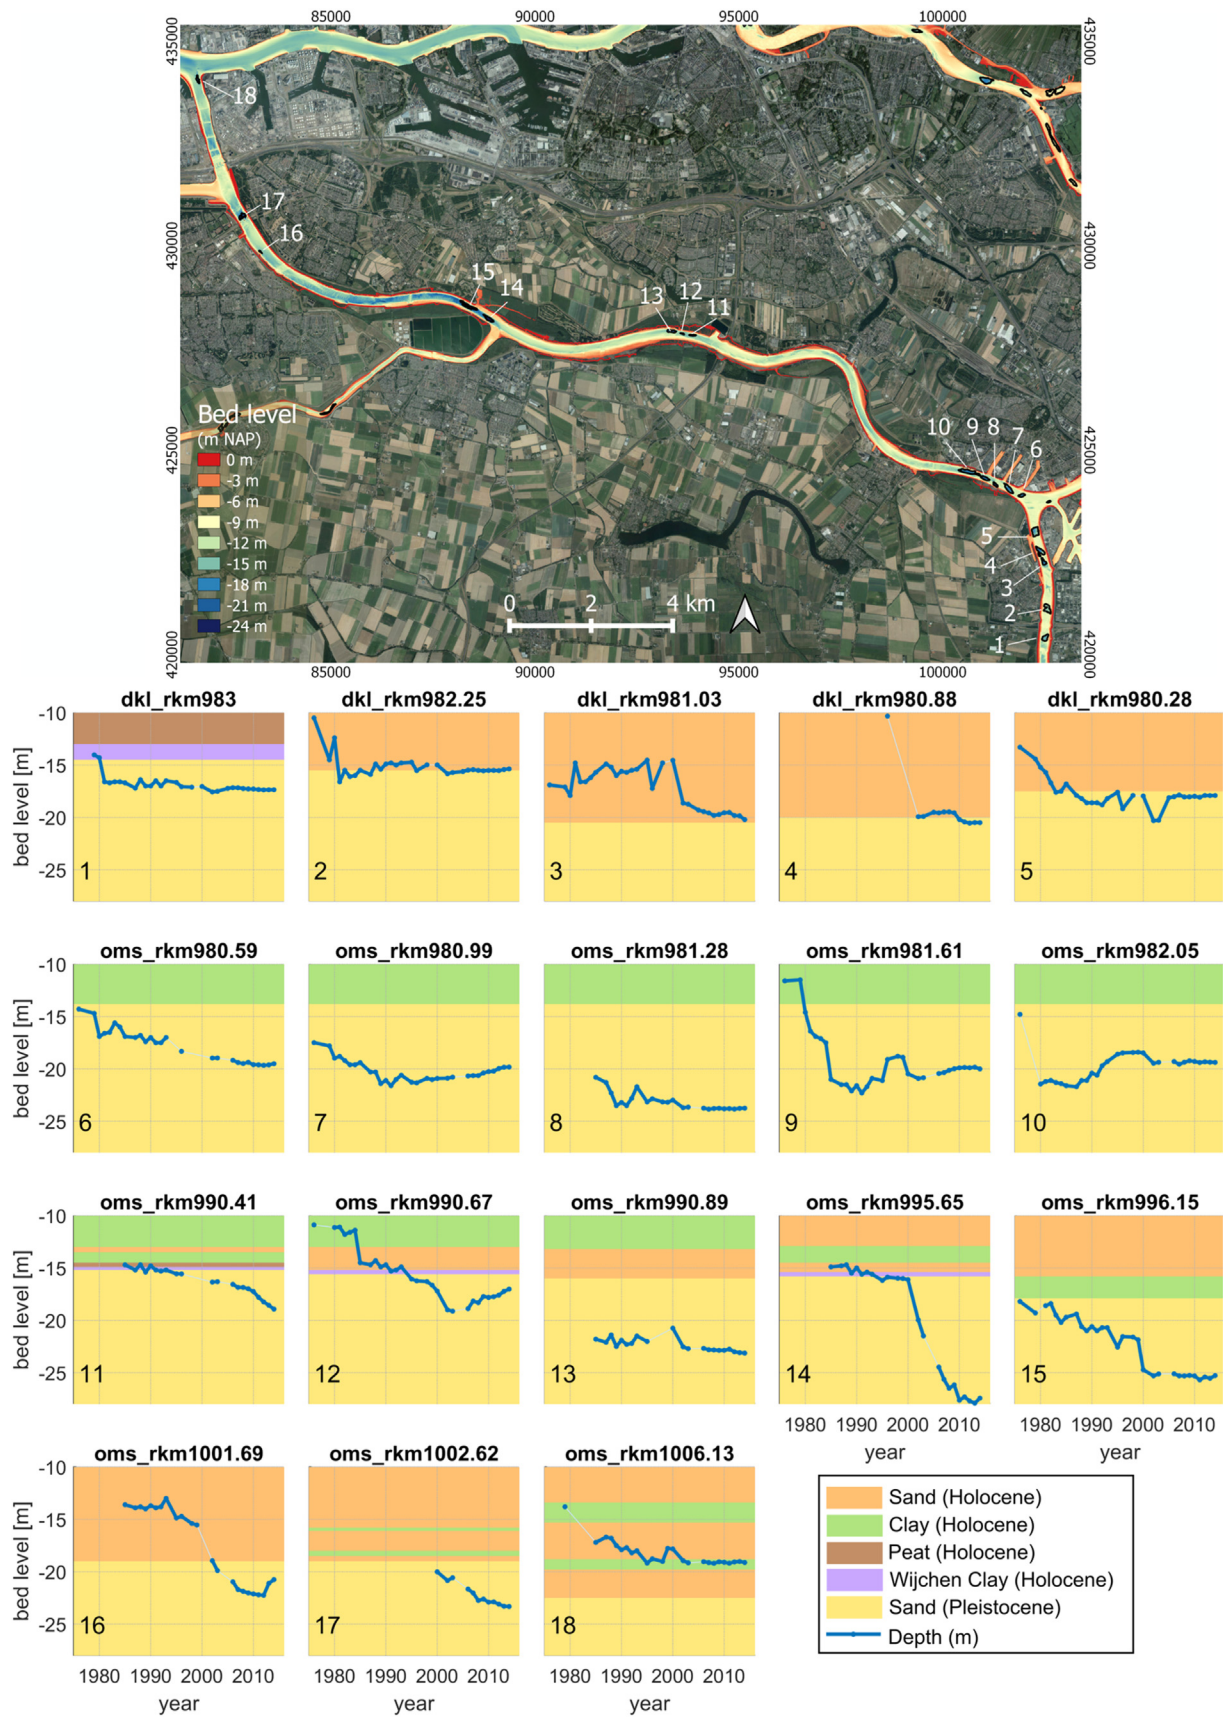 85000 90000 95000 100000
435000 435000
18
17
430000 430000
16
15
14
13 12 11
Bed level
(m NAP)
0 m
-3 m
-6 m
-9 m
-12 m
-15 m
-18 m
-21 m
-24 m
425000 425000
10 9 8 7 6
5
4
3
2
1
0 2 4 km
420000 420000
85000 90000 95000 100000
dkl_rkm983 dkl_rkm982.25 dkl_rkm981.03 dkl_rkm980.88 dkl_rkm980.28
bed level [m]
-10
-15
-20
-25
1 2 3 4 5
oms_rkm980.59 oms_rkm980.99 oms_rkm981.28 oms_rkm981.61 oms_rkm982.05
bed level [m]
-10
-15
-20
-25
6 7 8 9 10
oms_rkm990.41 oms_rkm990.67 oms_rkm990.89 oms_rkm995.65 oms_rkm996.15
bed level [m]
-10
-15
-20
-25
11 12 13 14 15
1980 1990 2000 2010 1980 1990 2000 2010
year year
oms_rkm1001.69 oms_rkm1002.62 oms_rkm1006.13
bed level [m]
-10
-15
-20
-25
16 17 18
1980 1990 2000 2010 1980 1990 2000 2010 1980 1990 2000 2010
year year year
Sand (Holocene)
Clay (Holocene)
Peat (Holocene)
Wijchen Clay (Holocene)
Sand (Pleistocene)
Depth (m)